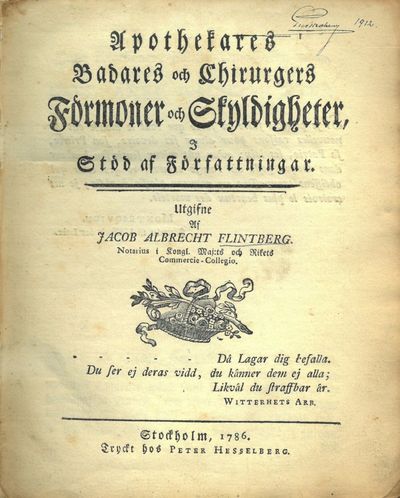 1912.
Apothekares
Badares och Chirurgers
Förmoner och Skyldigheter,
I
Stöd af Författningar.
Utgifne
Af
JACOB ALBRECHT FLINTBERG.
Notarius i Kongl. Maj:ts och Rikets
Commercie-Collegio.
- - - - - Då Lagar dig befalla.
Du ser ej deras vidd, du känner dem ej alla;
Likväl du straffbar är.
WITTERHETS ARB.
Stockholm, 1786.
Tryckt hos PETER HESSELBERG.